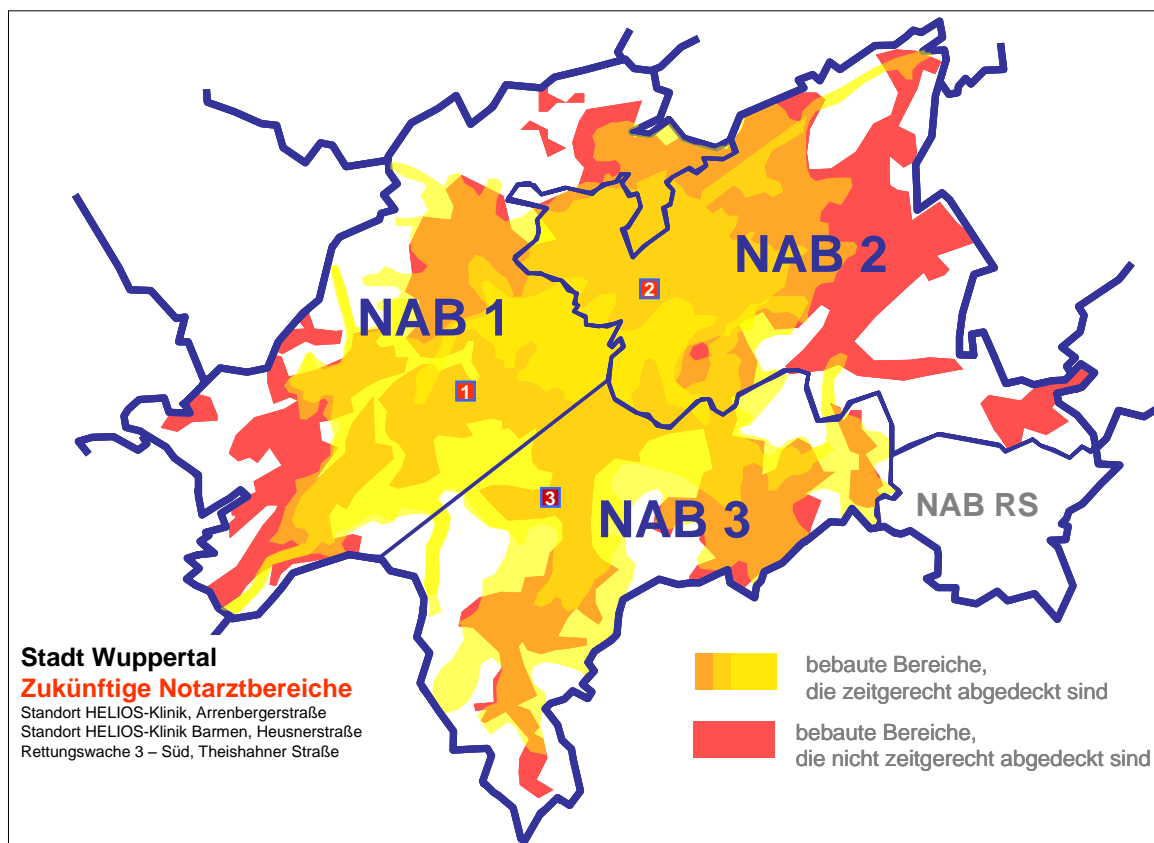 NAB 2
2
NAB 1
1
3
NAB 3
NAB RS
Stadt Wuppertal
Zukünftige Notarztbereiche
Standort HELIOS-Klinik, Arrenbergerstraße
Standort HELIOS-Klinik Barmen, Heusnerstraße
Rettungswache 3 – Süd, Theishahner Straße
bebaute Bereiche,
die zeitgerecht abgedeckt sind
bebaute Bereiche,
die nicht zeitgerecht abgedeckt sind